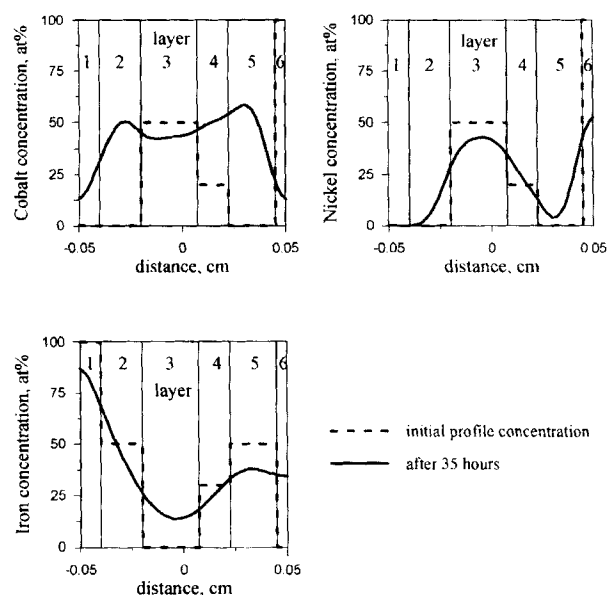 Cobalt concentration, at%
100
75
50
25
0
layer
1 2 3 4 5 6
-0.05 0 0.05
distance, cm
Nickel concentration, at%
100
75
50
25
0
layer
1 2 3 4 5 6
-0.05 0 0.05
distance, cm
Iron concentration, at%
100
75
50
25
0
1 2 3 4 5 6
layer
-0.05 0 0.05
distance, cm
initial profile concentration
after 35 hours